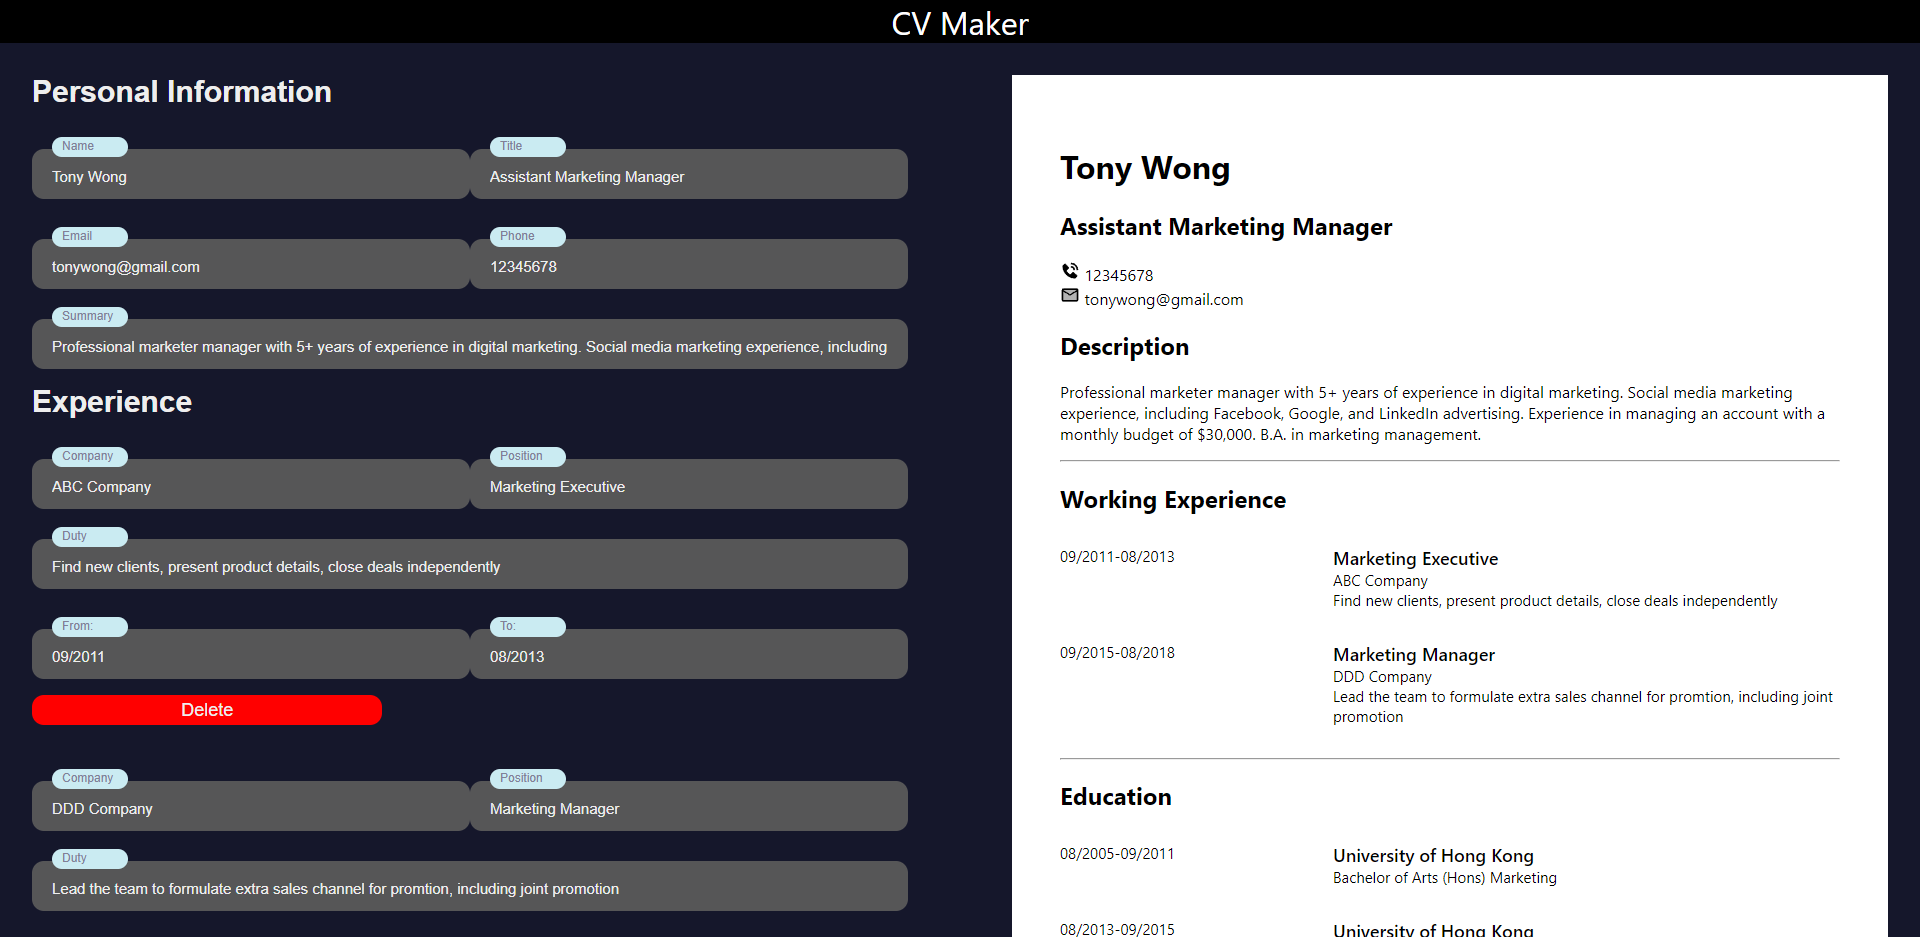 CV Maker
Personal Information
Name
Tony Wong
Title
Assistant Marketing Manager
Email
tonywong@gmail.com
Phone
12345678
Summary
Professional marketer manager with 5+ years of experience in digital marketing. Social media marketing experience, including
Experience
Company
ABC Company
Position
Marketing Executive
Duty
Find new clients, present product details, close deals independently
From:
09/2011
To:
08/2013
Delete
Company
DDD Company
Position
Marketing Manager
Duty
Lead the team to formulate extra sales channel for promtion, including joint promotion
Tony Wong
Assistant Marketing Manager
12345678
tonywong@gmail.com
Description
Professional marketer manager with 5+ years of experience in digital marketing. Social media marketing
experience, including Facebook, Google, and LinkedIn advertising. Experience in managing an account with a
monthly budget of $30,000. B.A. in marketing management.
Working Experience
09/2011-08/2013
Marketing Executive
ABC Company
Find new clients, present product details, close deals independently
09/2015-08/2018
Marketing Manager
DDD Company
Lead the team to formulate extra sales channel for promtion, including joint
promotion
Education
08/2005-09/2011
University of Hong Kong
Bachelor of Arts (Hons) Marketing
08/2013-09/2015
University of Hong Kong